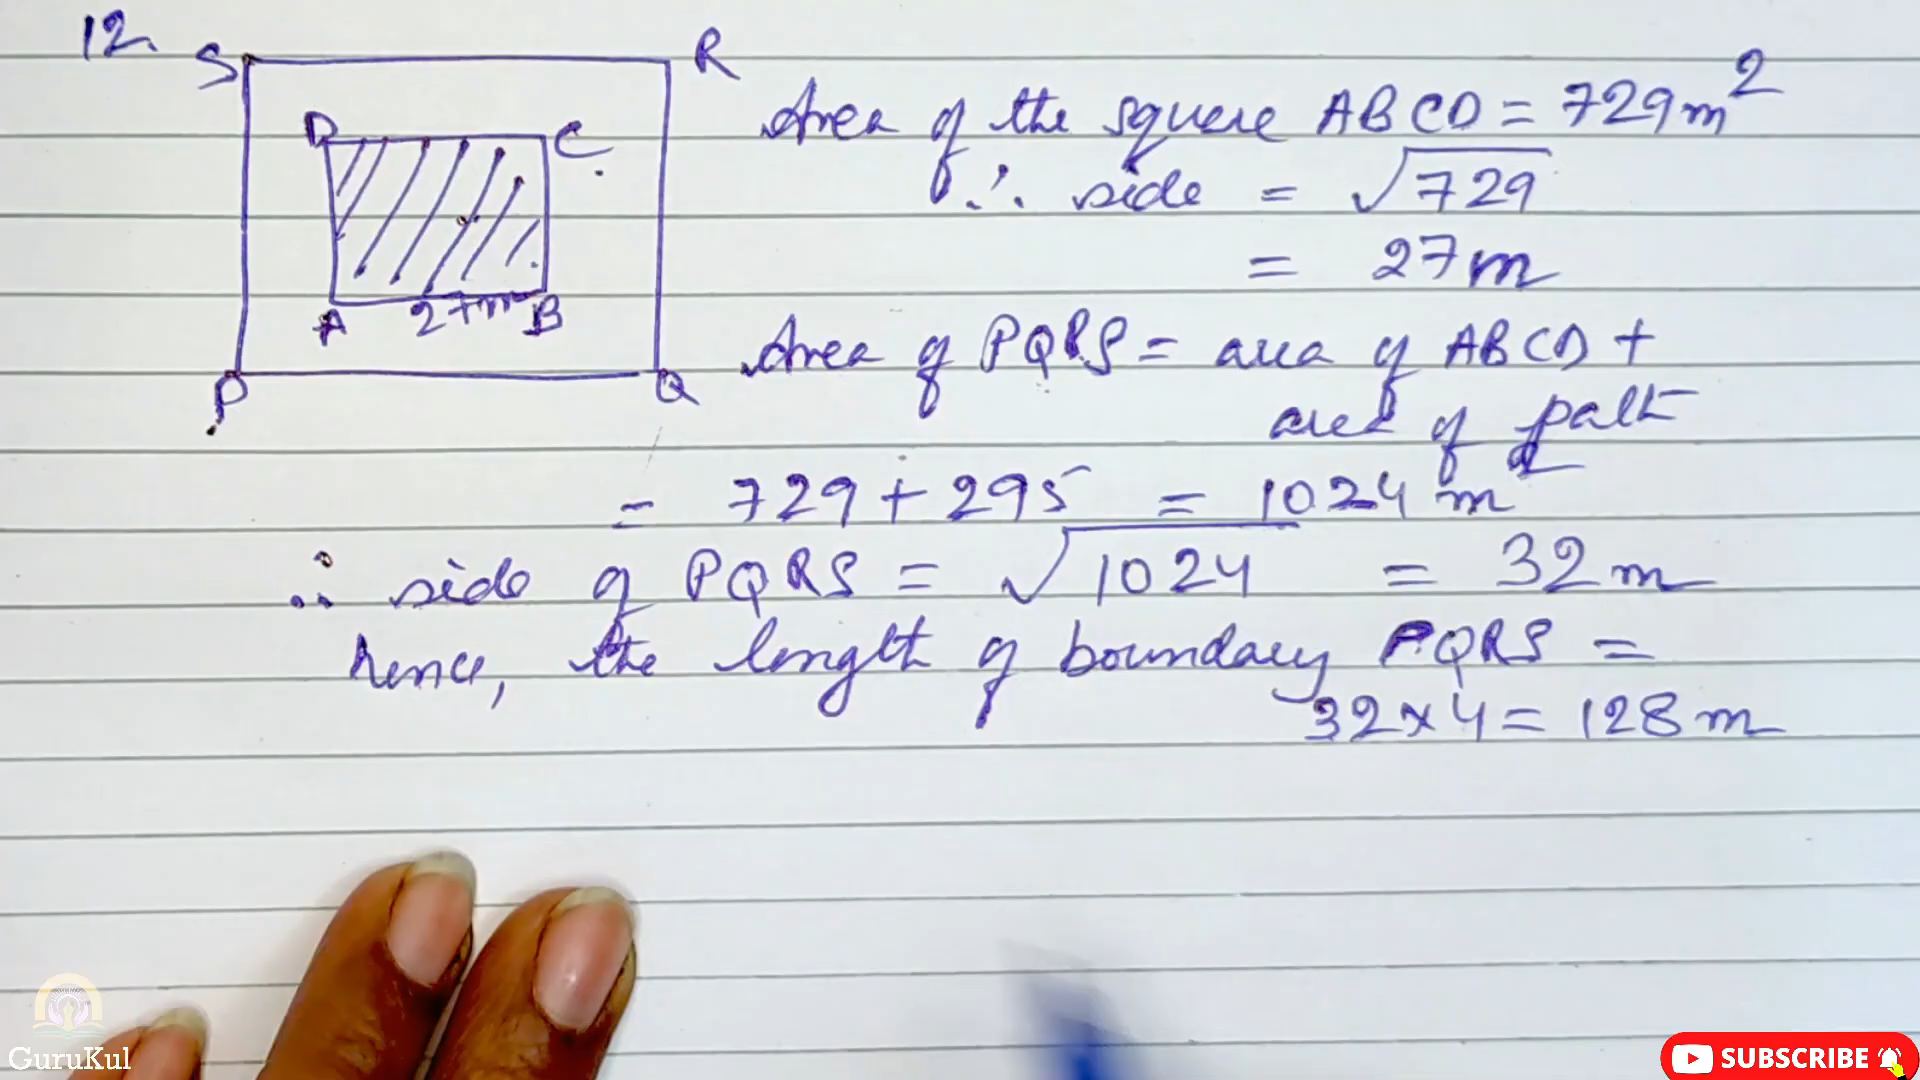 12.
S R
D C
A 27m B
P Q
Area of the square ABCD = 729 m²
∴ side = √729
= 27m
Area of PQRS = area of ABCD +
area of path
= 729 + 295 = 1024 m²
∴ side of PQRS = √1024 = 32 m
hence, the length of boundary PQRS =
32 × 4 = 128 m
GuruKul
SUBSCRIBE